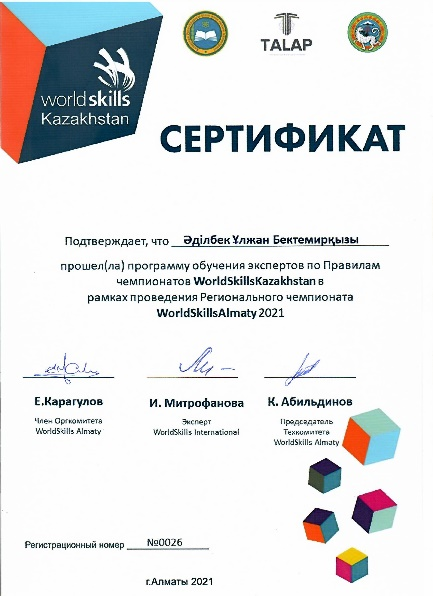 worldskills
Kazakhstan
TALAP
СЕРТИФИКАТ
Подтверждает, что Әділбек Ұлжан Бектемирқызы
прошел(ла) программу обучения экспертов по Правилам
чемпионатов WorldSkillsKazakhstan в
рамках проведения Регионального чемпионата
WorldSkillsAlmaty 2021
Е.Карагулов И. Митрофанова К. Абильдинов
Член Оргкомитета Эксперт Председатель
WorldSkills Almaty WorldSkills International Техкомитета
WorldSkills Almaty
Регистрационный номер №0026
г.Алматы 2021